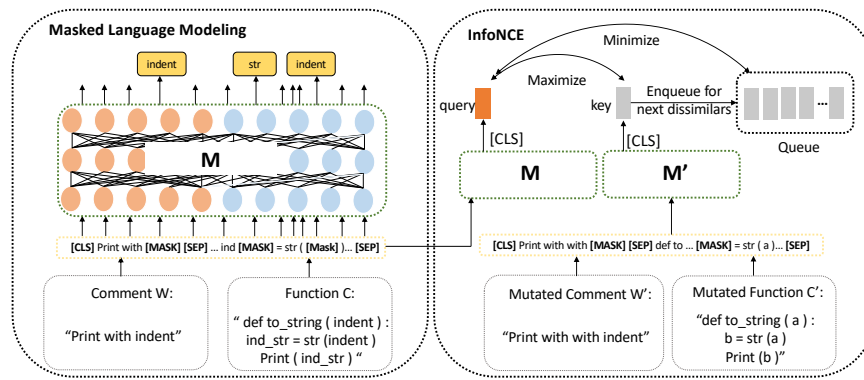 Masked Language Modeling
indent
str
indent
M
[CLS] Print with [MASK] [SEP] ... ind [MASK] = str ( [Mask] )... [SEP]
Comment W:
“Print with indent”
Function C:
“ def to_string ( indent ) :
ind_str = str (indent )
Print ( ind_str ) “
InfoNCE
Minimize
Maximize
query
key
Enqueue for
next dissimilars
[CLS]
[CLS]
Queue
M
M’
[CLS] Print with with [MASK] [SEP] def to ... [MASK] = str ( a )... [SEP]
Mutated Comment W’:
“Print with with indent”
Mutated Function C’:
“def to_string ( a ) :
b = str (a )
Print (b )”